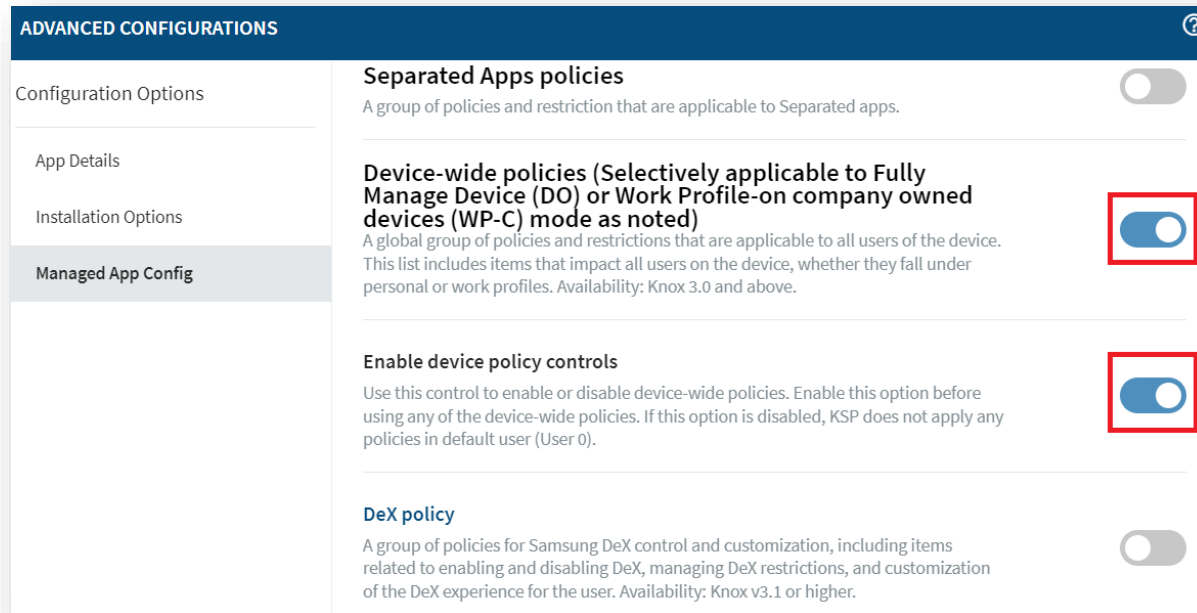 ADVANCED CONFIGURATIONS
Configuration Options
App Details
Installation Options
Managed App Config
Separated Apps policies
A group of policies and restriction that are applicable to Separated apps.
Device-wide policies (Selectively applicable to Fully
Manage Device (DO) or Work Profile-on company owned
devices (WP-C) mode as noted)
A global group of policies and restrictions that are applicable to all users of the device.
This list includes items that impact all users on the device, whether they fall under
personal or work profiles. Availability: Knox 3.0 and above.
Enable device policy controls
Use this control to enable or disable device-wide policies. Enable this option before
using any of the device-wide policies. If this option is disabled, KSP does not apply any
policies in default user (User 0).
DeX policy
A group of policies for Samsung DeX control and customization, including items
related to enabling and disabling DeX, managing DeX restrictions, and customization
of the DeX experience for the user. Availability: Knox v3.1 or higher.